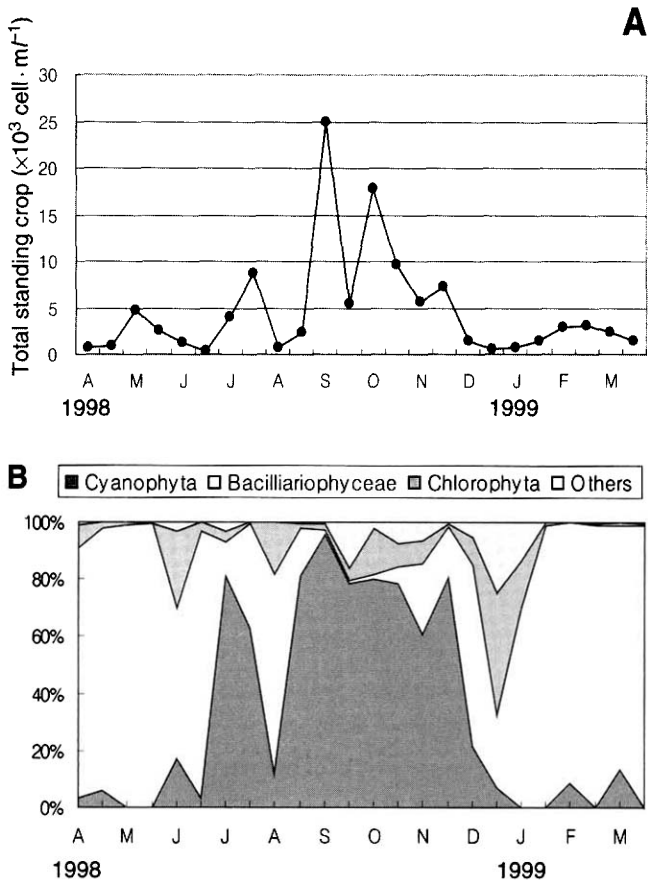 A
Total standing crop (×10³ cell·ml⁻¹)
30
25
20
15
10
5
0
A M J J A S O N D J F M
1998 1999
B
Cyanophyta Bacilliariophyceae Chlorophyta Others
100%
80%
60%
40%
20%
0%
A M J J A S O N D J F M
1998 1999